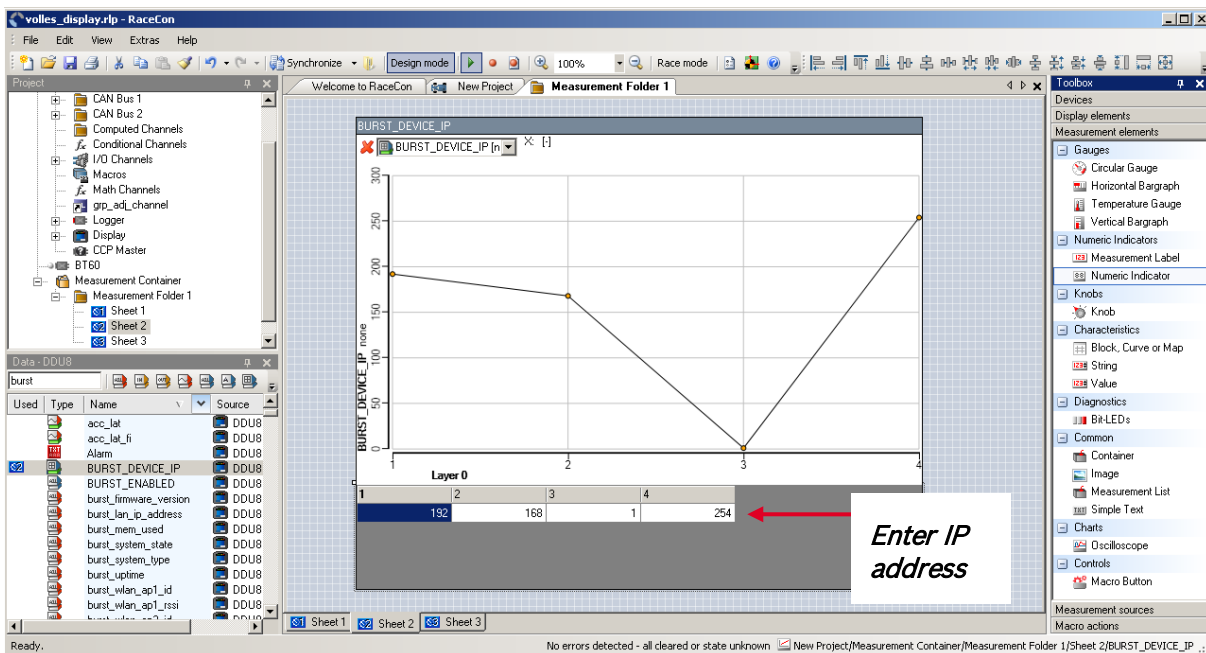 volles_display.rlp - RaceCon
File Edit View Extras Help
Synchronize Design mode 100% Race mode
Project
CAN Bus 1
CAN Bus 2
Computed Channels
Conditional Channels
I/O Channels
Macros
Math Channels
grp_adj_channel
Logger
Display
CCP Master
BT60
Measurement Container
Measurement Folder 1
Sheet 1
Sheet 2
Sheet 3
Data - DDU8
burst
Used Type Name Source
acc_lat DDU8
acc_lat_fi DDU8
Alarm DDU8
BURST_DEVICE_IP DDU8
BURST_ENABLED DDU8
burst_firmware_version DDU8
burst_lan_ip_address DDU8
burst_mem_used DDU8
burst_system_state DDU8
burst_system_type DDU8
burst_uptime DDU8
burst_wlan_ap1_id DDU8
burst_wlan_ap1_rssi DDU8
Welcome to RaceCon New Project Measurement Folder 1
BURST_DEVICE_IP
BURST_DEVICE_IP [n X: [-]
300
250
200
150
100
50
0
BURST_DEVICE_IP none
1 2 3 4
Layer 0
1 2 3 4
192 168 1 254
Enter IP
address
Sheet 1 Sheet 2 Sheet 3
Toolbox
Devices
Display elements
Measurement elements
Gauges
Circular Gauge
Horizontal Bargraph
Temperature Gauge
Vertical Bargraph
Numeric Indicators
Measurement Label
Numeric Indicator
Knobs
Knob
Characteristics
Block, Curve or Map
String
Value
Diagnostics
Bit-LEDs
Common
Container
Image
Measurement List
Simple Text
Charts
Oscilloscope
Controls
Macro Button
Measurement sources
Macro actions
Ready.
No errors detected - all cleared or state unknown New Project/Measurement Container/Measurement Folder 1/Sheet 2/BURST_DEVICE_IP